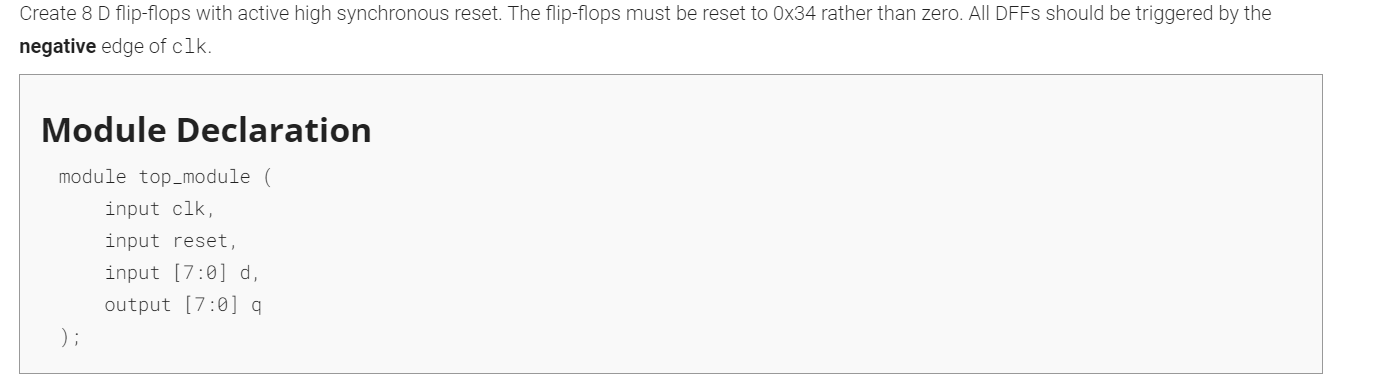 Create 8 D flip-flops with active high synchronous reset. The flip-flops must be reset to 0x34 rather than zero. All DFFs should be triggered by the
negative edge of clk.
Module Declaration
module top_module (
input clk,
input reset,
input [7:0] d,
output [7:0] q
);